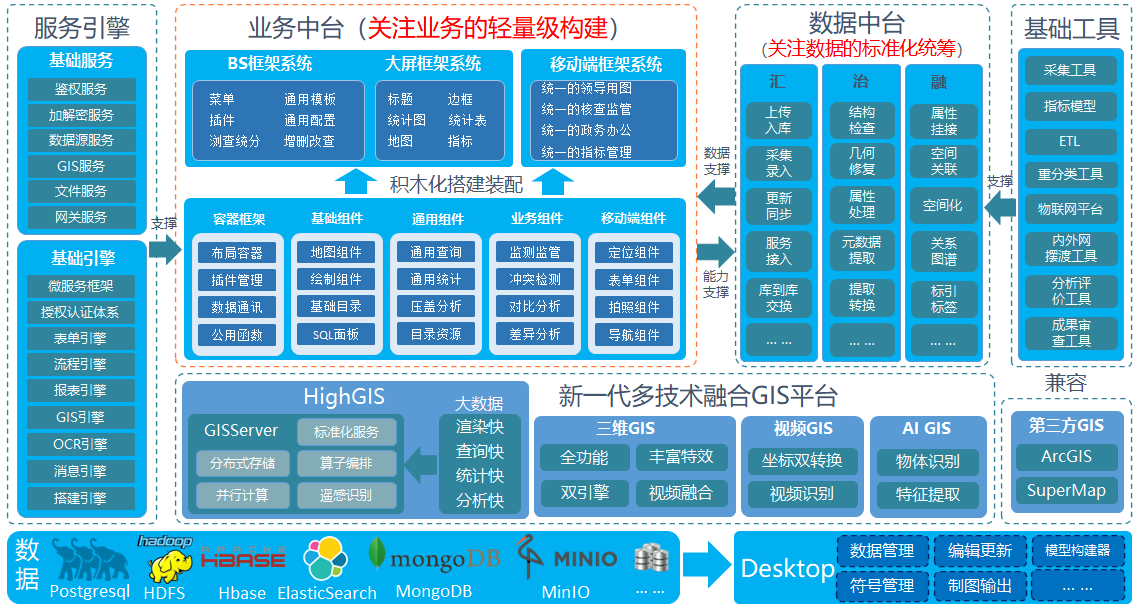 服务引擎
基础服务
鉴权服务
加解密服务
数据源服务
GIS服务
文件服务
网关服务
基础引擎
微服务框架
授权认证体系
表单引擎
流程引擎
报表引擎
GIS引擎
OCR引擎
消息引擎
搭建引擎
支撑
业务中台（关注业务的轻量级构建）
BS框架系统
菜单 通用模板
插件 通用配置
浏查统分 增删改查
大屏框架系统
标题 边框
统计图 统计表
地图 指标
移动端框架系统
统一的领导用图
统一的核查监管
统一的政务办公
统一的指标管理
积木化搭建装配
容器框架
布局容器
插件管理
数据通讯
公用函数
基础组件
地图组件
绘制组件
基础目录
SQL面板
通用组件
通用查询
通用统计
压盖分析
目录资源
业务组件
监测监管
冲突检测
对比分析
差异分析
移动端组件
定位组件
表单组件
拍照组件
导航组件
数据
支撑
能力
支撑
数据中台
（关注数据的标准化统筹）
汇
上传
入库
采集
录入
更新
同步
服务
接入
库到库
交换
... ...
治
结构
检查
几何
修复
属性
处理
元数据
提取
提取
转换
... ...
融
属性
挂接
空间
关联
空间化
关系
图谱
标引
标签
... ...
支撑
基础工具
采集工具
指标模型
ETL
重分类工具
物联网平台
内外网
摆渡工具
分析评
价工具
成果审
查工具
兼容
第三方GIS
ArcGIS
SuperMap
新一代多技术融合GIS平台
HighGIS
GISServer
标准化服务
分布式存储
算子编排
并行计算
遥感识别
大数据
渲染快
查询快
统计快
分析快
三维GIS
全功能
丰富特效
双引擎
视频融合
视频GIS
坐标双转换
视频识别
AI GIS
物体识别
特征提取
数
据
Postgresql
hadoop
HDFS
HBASE
Hbase
ElasticSearch
mongoDB
MongoDB
MINIO
MinIO
... ...
Desktop
数据管理
编辑更新
模型构建器
符号管理
制图输出
... ...